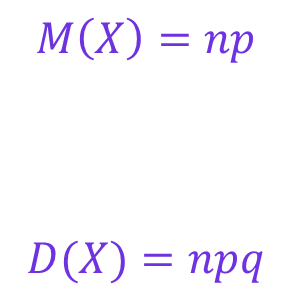 M(X) = np
D(X) = npq